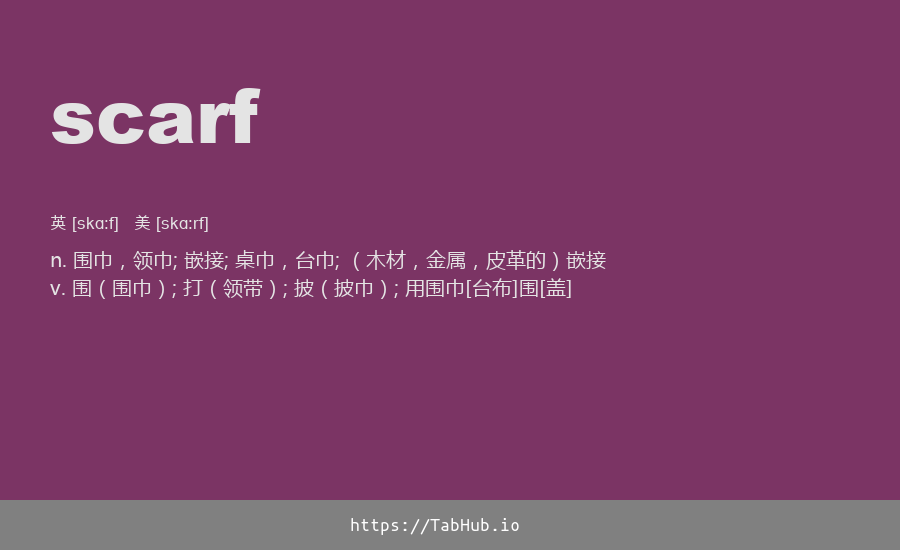 scarf
英 [skɑːf] 美 [skɑːrf]
n. 围巾，领巾; 嵌接; 桌巾，台巾; （木材，金属，皮革的）嵌接
v. 围（围巾）; 打（领带）; 披（披巾）; 用围巾[台布]围[盖]
https://TabHub.io